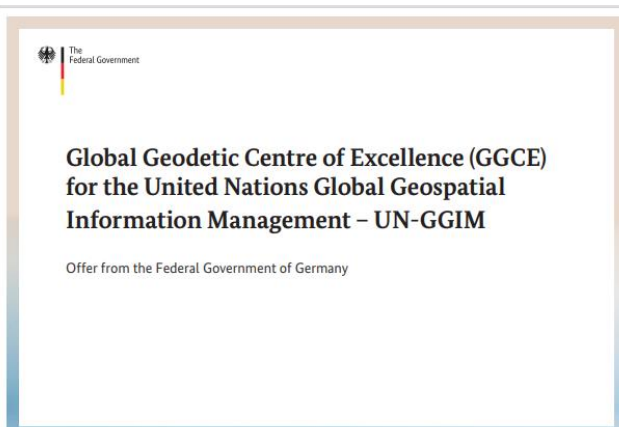 The
Federal Government
Global Geodetic Centre of Excellence (GGCE)
for the United Nations Global Geospatial
Information Management – UN-GGIM
Offer from the Federal Government of Germany